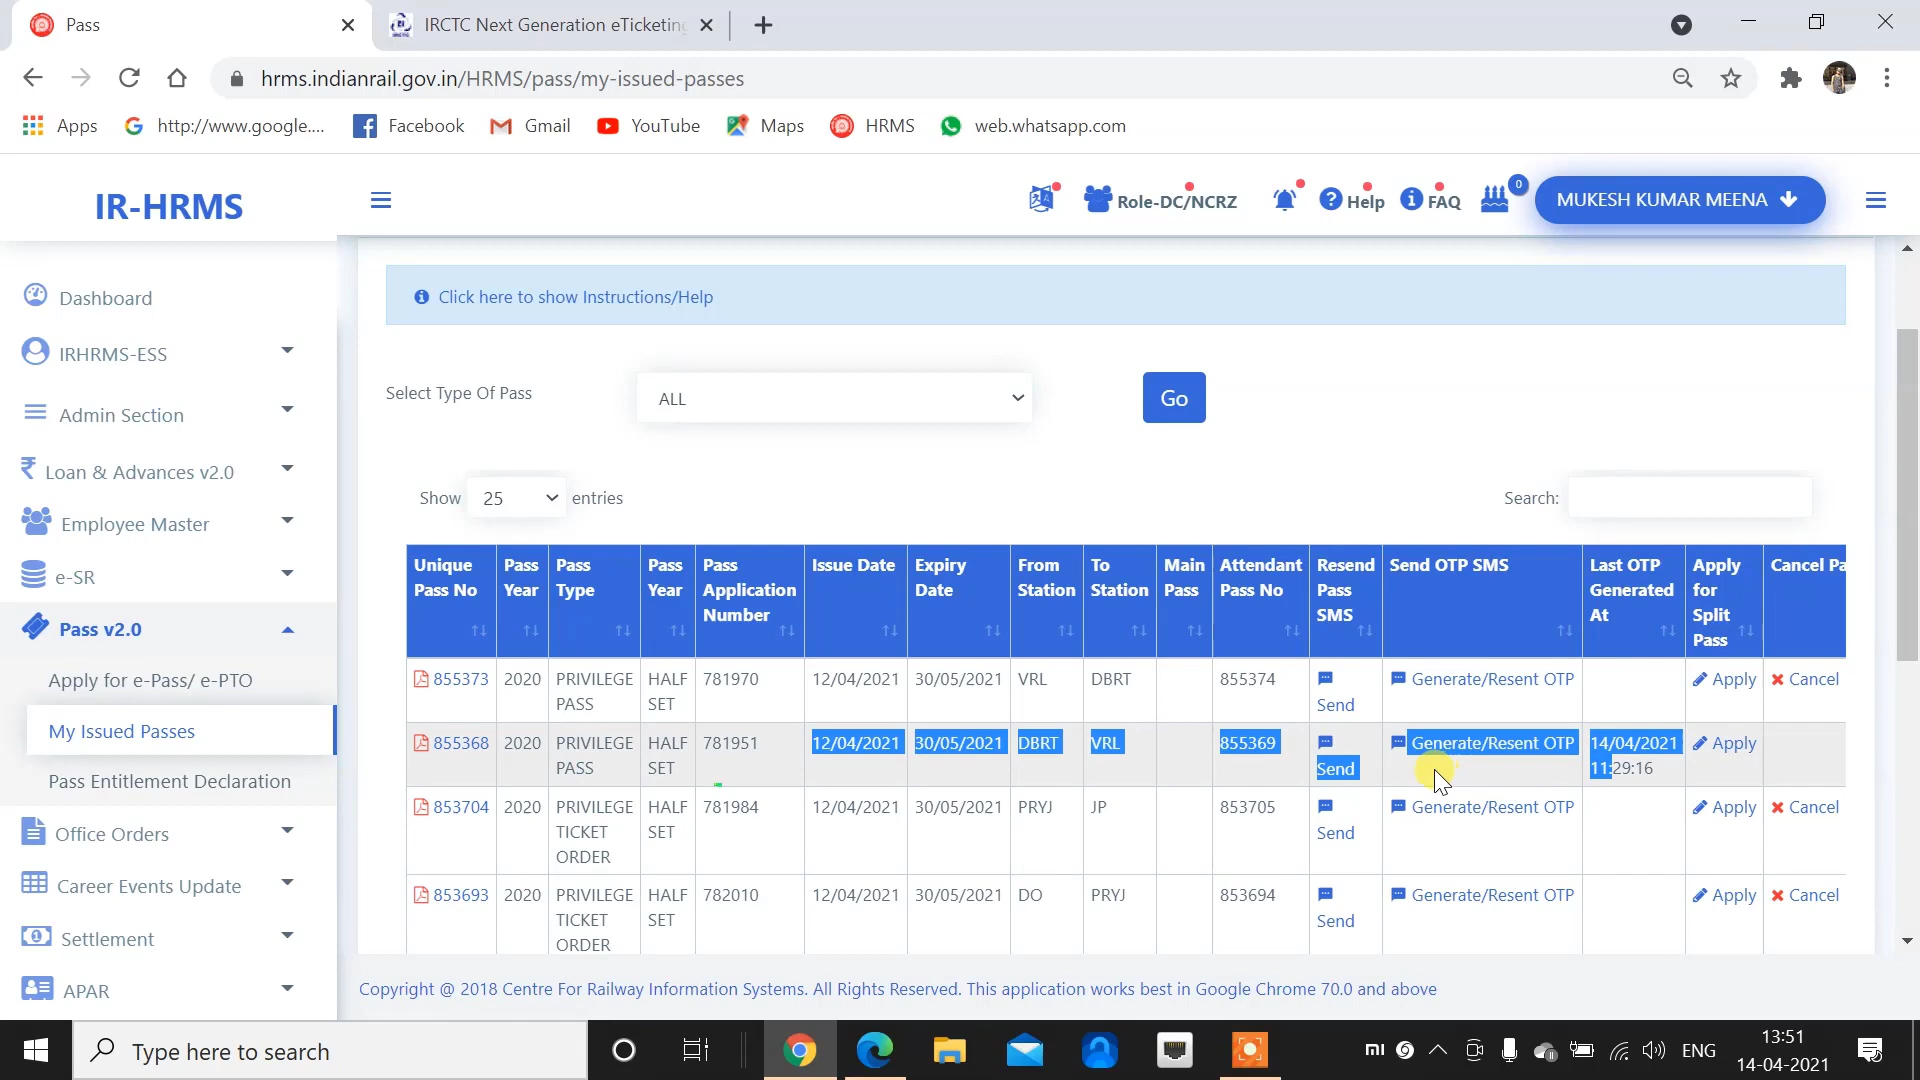 Pass
IRCTC Next Generation eTicketing
hrms.indianrail.gov.in/HRMS/pass/my-issued-passes
Apps http://www.google.... Facebook Gmail YouTube Maps HRMS web.whatsapp.com
IR-HRMS
Role-DC/NCRZ Help FAQ 0 MUKESH KUMAR MEENA
Dashboard
IRHRMS-ESS
Admin Section
Loan & Advances v2.0
Employee Master
e-SR
Pass v2.0
Apply for e-Pass/ e-PTO
My Issued Passes
Pass Entitlement Declaration
Office Orders
Career Events Update
Settlement
APAR
Click here to show Instructions/Help
Select Type Of Pass ALL Go
Show 25 entries Search:
Unique Pass No Pass Year Pass Type Pass Year Pass Application Number Issue Date Expiry Date From Station To Station Main Pass Attendant Pass No Resend Pass SMS Send OTP SMS Last OTP Generated At Apply for Split Pass Cancel Pa
855373 2020 PRIVILEGE PASS HALF SET 781970 12/04/2021 30/05/2021 VRL DBRT 855374 Send Generate/Resent OTP Apply Cancel
855368 2020 PRIVILEGE PASS HALF SET 781951 12/04/2021 30/05/2021 DBRT VRL 855369 Send Generate/Resent OTP 14/04/2021 11:29:16 Apply
853704 2020 PRIVILEGE TICKET ORDER HALF SET 781984 12/04/2021 30/05/2021 PRYJ JP 853705 Send Generate/Resent OTP Apply Cancel
853693 2020 PRIVILEGE TICKET ORDER HALF SET 782010 12/04/2021 30/05/2021 DO PRYJ 853694 Send Generate/Resent OTP Apply Cancel
Copyright @ 2018 Centre For Railway Information Systems. All Rights Reserved. This application works best in Google Chrome 70.0 and above
Type here to search
mi ENG
13:51
14-04-2021